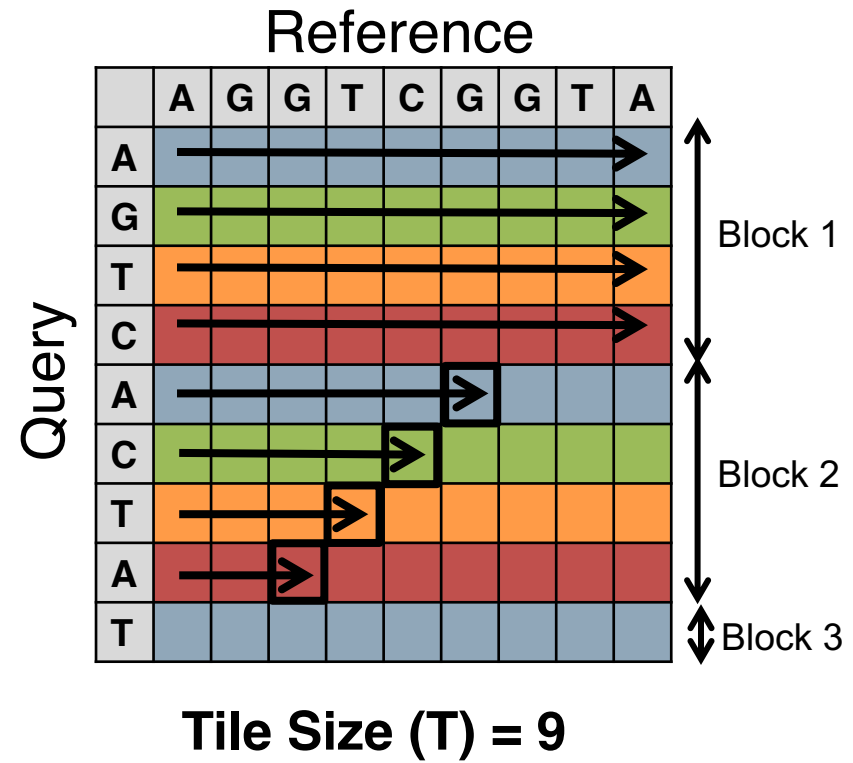 Reference
A G G T C G G T A
Query
A
G
T
C
Block 1
A
C
T
A
Block 2
T
Block 3
Tile Size (T) = 9